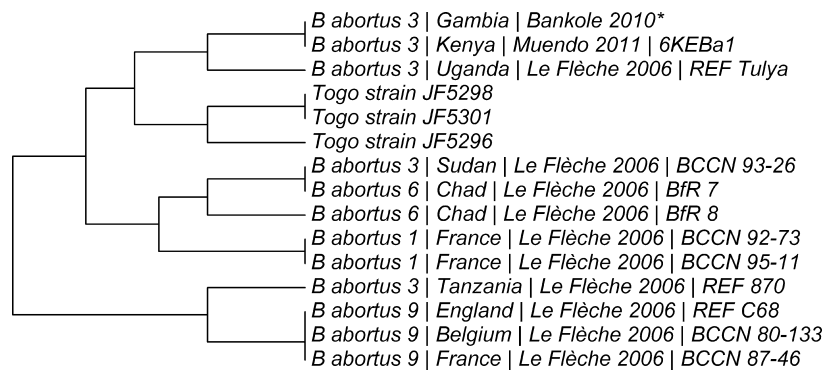 B abortus 3 | Gambia | Bankole 2010*
B abortus 3 | Kenya | Muendo 2011 | 6KEBa1
B abortus 3 | Uganda | Le Flèche 2006 | REF Tulya
Togo strain JF5298
Togo strain JF5301
Togo strain JF5296
B abortus 3 | Sudan | Le Flèche 2006 | BCCN 93-26
B abortus 6 | Chad | Le Flèche 2006 | BfR 7
B abortus 6 | Chad | Le Flèche 2006 | BfR 8
B abortus 1 | France | Le Flèche 2006 | BCCN 92-73
B abortus 1 | France | Le Flèche 2006 | BCCN 95-11
B abortus 3 | Tanzania | Le Flèche 2006 | REF 870
B abortus 9 | England | Le Flèche 2006 | REF C68
B abortus 9 | Belgium | Le Flèche 2006 | BCCN 80-133
B abortus 9 | France | Le Flèche 2006 | BCCN 87-46